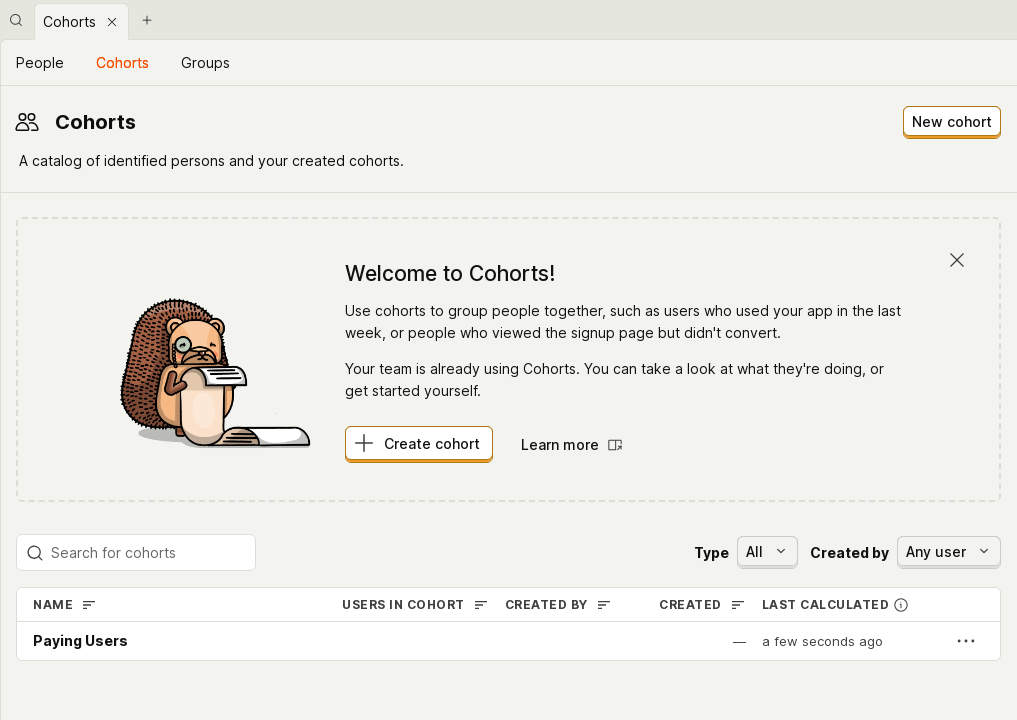 Cohorts
People Cohorts Groups
Cohorts
New cohort
A catalog of identified persons and your created cohorts.
Welcome to Cohorts!
Use cohorts to group people together, such as users who used your app in the last
week, or people who viewed the signup page but didn't convert.
Your team is already using Cohorts. You can take a look at what they're doing, or
get started yourself.
Create cohort Learn more
Search for cohorts Type All Created by Any user
NAME USERS IN COHORT CREATED BY CREATED LAST CALCULATED
Paying Users — a few seconds ago